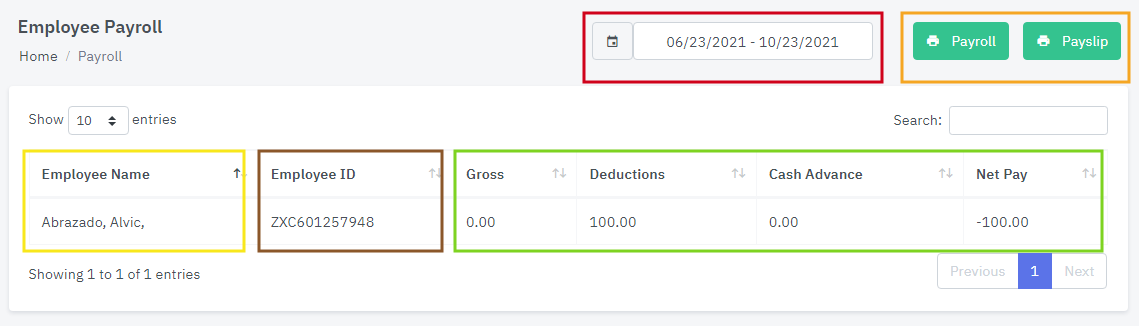 Employee Payroll
Home / Payroll
06/23/2021 - 10/23/2021
Payroll
Payslip
Show 10 entries
Search:
Employee Name Employee ID Gross Deductions Cash Advance Net Pay
Abrazado, Alvic, ZXC601257948 0.00 100.00 0.00 -100.00
Showing 1 to 1 of 1 entries
Previous 1 Next